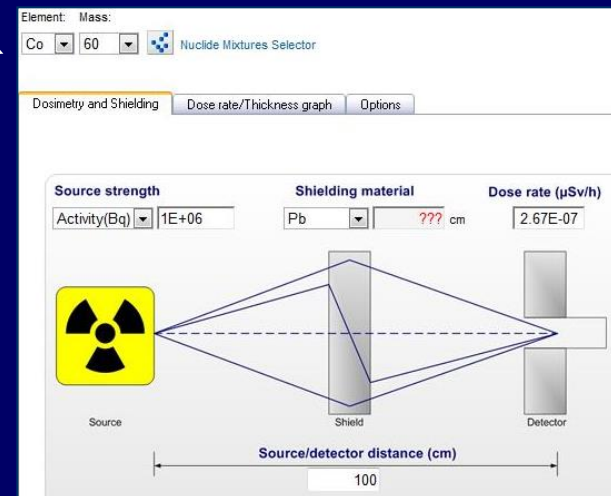 Element: Mass:
Co 60 Nuclide Mixtures Selector
Dosimetry and Shielding Dose rate/Thickness graph Options
Source strength Shielding material Dose rate (µSv/h)
Activity(Bq) 1E+06 Pb ??? cm 2.67E-07
Source Shield Detector
Source/detector distance (cm)
100